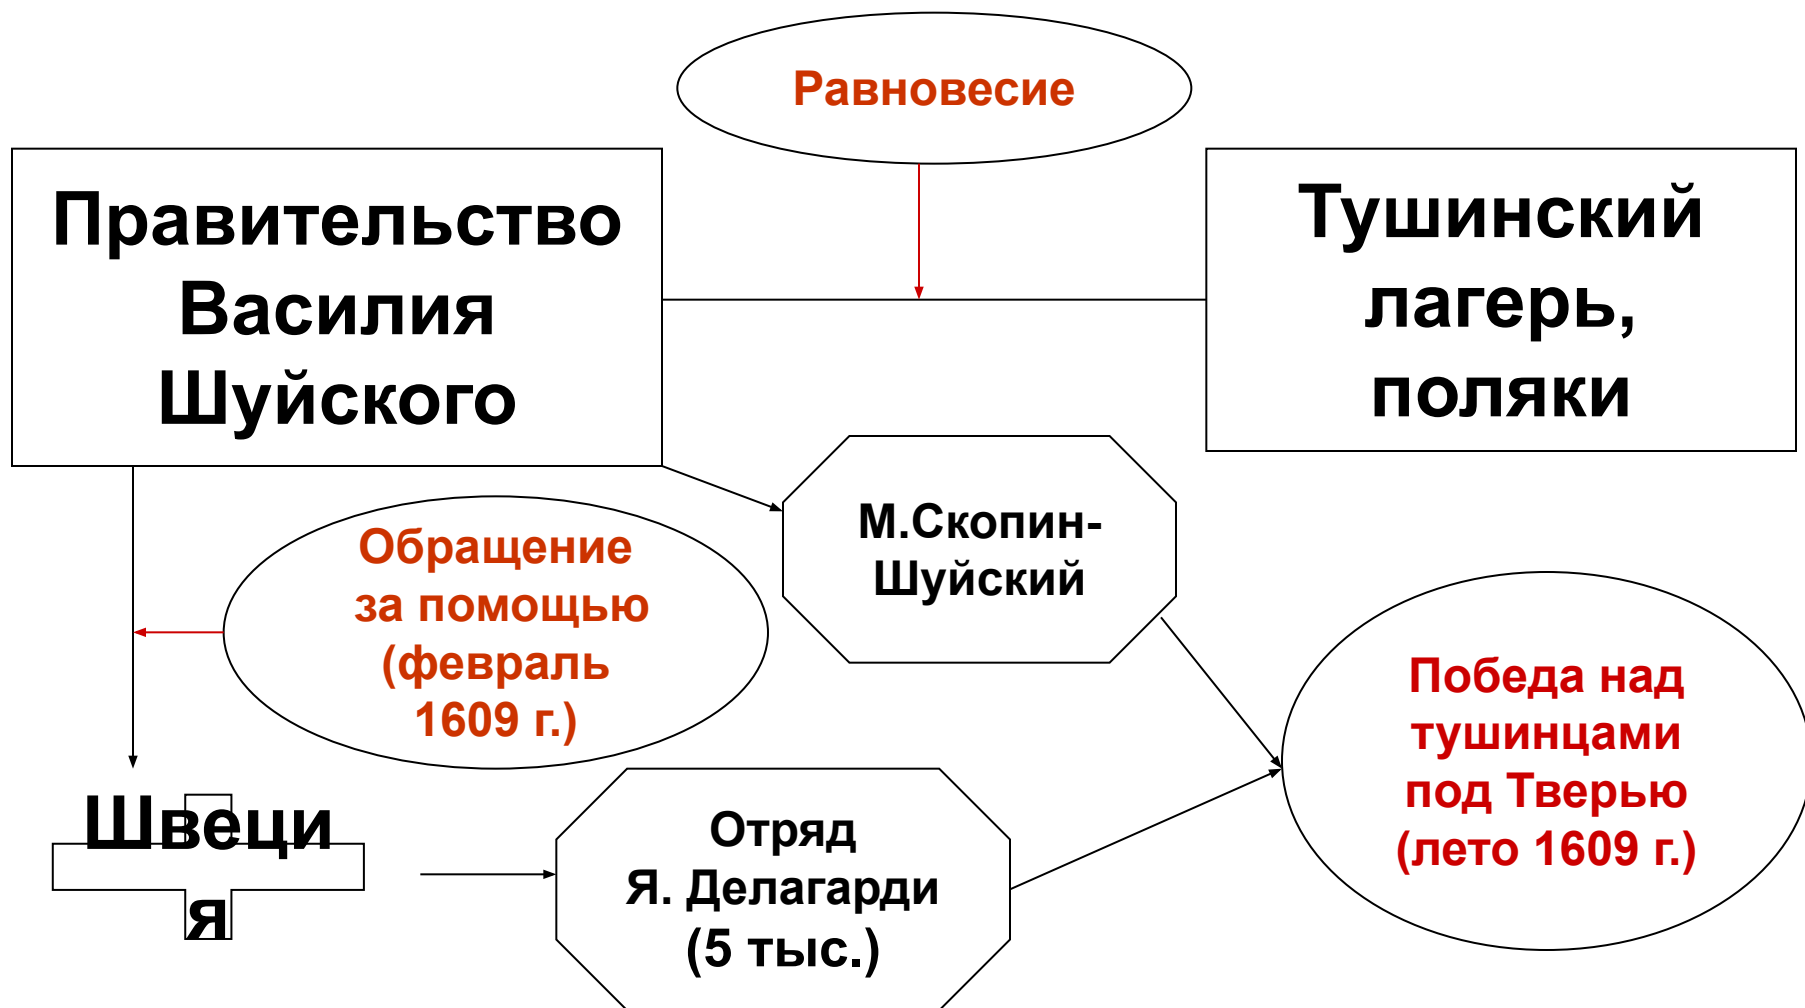 Равновесие
Правительство
Василия
Шуйского
Тушинский
лагерь,
поляки
М.Скопин-
Шуйский
Обращение
за помощью
(февраль
1609 г.)
Победа над
тушинцами
под Тверью
(лето 1609 г.)
Швеци
я
Отряд
Я. Делагарди
(5 тыс.)